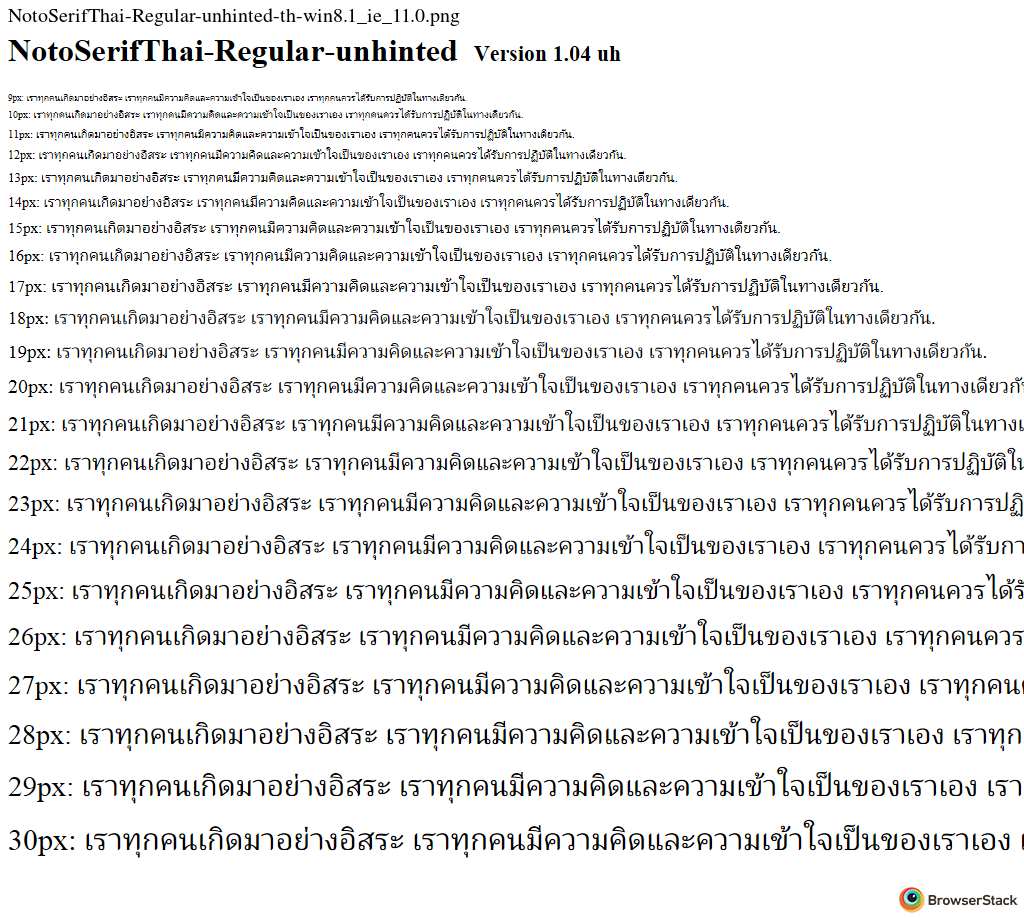 NotoSerifThai-Regular-unhinted-th-win8.1_ie_11.0.png
NotoSerifThai-Regular-unhinted Version 1.04 uh
9px: เราทุกคนเกิดมาอย่างอิสระ เราทุกคนมีความคิดและความเข้าใจเป็นของเราเอง เราทุกคนควรได้รับการปฏิบัติในทางเดียวกัน.
10px: เราทุกคนเกิดมาอย่างอิสระ เราทุกคนมีความคิดและความเข้าใจเป็นของเราเอง เราทุกคนควรได้รับการปฏิบัติในทางเดียวกัน.
11px: เราทุกคนเกิดมาอย่างอิสระ เราทุกคนมีความคิดและความเข้าใจเป็นของเราเอง เราทุกคนควรได้รับการปฏิบัติในทางเดียวกัน.
12px: เราทุกคนเกิดมาอย่างอิสระ เราทุกคนมีความคิดและความเข้าใจเป็นของเราเอง เราทุกคนควรได้รับการปฏิบัติในทางเดียวกัน.
13px: เราทุกคนเกิดมาอย่างอิสระ เราทุกคนมีความคิดและความเข้าใจเป็นของเราเอง เราทุกคนควรได้รับการปฏิบัติในทางเดียวกัน.
14px: เราทุกคนเกิดมาอย่างอิสระ เราทุกคนมีความคิดและความเข้าใจเป็นของเราเอง เราทุกคนควรได้รับการปฏิบัติในทางเดียวกัน.
15px: เราทุกคนเกิดมาอย่างอิสระ เราทุกคนมีความคิดและความเข้าใจเป็นของเราเอง เราทุกคนควรได้รับการปฏิบัติในทางเดียวกัน.
16px: เราทุกคนเกิดมาอย่างอิสระ เราทุกคนมีความคิดและความเข้าใจเป็นของเราเอง เราทุกคนควรได้รับการปฏิบัติในทางเดียวกัน.
17px: เราทุกคนเกิดมาอย่างอิสระ เราทุกคนมีความคิดและความเข้าใจเป็นของเราเอง เราทุกคนควรได้รับการปฏิบัติในทางเดียวกัน.
18px: เราทุกคนเกิดมาอย่างอิสระ เราทุกคนมีความคิดและความเข้าใจเป็นของเราเอง เราทุกคนควรได้รับการปฏิบัติในทางเดียวกัน.
19px: เราทุกคนเกิดมาอย่างอิสระ เราทุกคนมีความคิดและความเข้าใจเป็นของเราเอง เราทุกคนควรได้รับการปฏิบัติในทางเดียวกัน.
20px: เราทุกคนเกิดมาอย่างอิสระ เราทุกคนมีความคิดและความเข้าใจเป็นของเราเอง เราทุกคนควรได้รับการปฏิบัติในทางเดียวกั
21px: เราทุกคนเกิดมาอย่างอิสระ เราทุกคนมีความคิดและความเข้าใจเป็นของเราเอง เราทุกคนควรได้รับการปฏิบัติในทาง
22px: เราทุกคนเกิดมาอย่างอิสระ เราทุกคนมีความคิดและความเข้าใจเป็นของเราเอง เราทุกคนควรได้รับการปฏิบัติใ
23px: เราทุกคนเกิดมาอย่างอิสระ เราทุกคนมีความคิดและความเข้าใจเป็นของเราเอง เราทุกคนควรได้รับการปฏิ
24px: เราทุกคนเกิดมาอย่างอิสระ เราทุกคนมีความคิดและความเข้าใจเป็นของเราเอง เราทุกคนควรได้รับกา
25px: เราทุกคนเกิดมาอย่างอิสระ เราทุกคนมีความคิดและความเข้าใจเป็นของเราเอง เราทุกคนควรได้รั
26px: เราทุกคนเกิดมาอย่างอิสระ เราทุกคนมีความคิดและความเข้าใจเป็นของเราเอง เราทุกคนควร
27px: เราทุกคนเกิดมาอย่างอิสระ เราทุกคนมีความคิดและความเข้าใจเป็นของเราเอง เราทุกคน
28px: เราทุกคนเกิดมาอย่างอิสระ เราทุกคนมีความคิดและความเข้าใจเป็นของเราเอง เราทุก
29px: เราทุกคนเกิดมาอย่างอิสระ เราทุกคนมีความคิดและความเข้าใจเป็นของเราเอง เรา
30px: เราทุกคนเกิดมาอย่างอิสระ เราทุกคนมีความคิดและความเข้าใจเป็นของเราเอง เ
BrowserStack